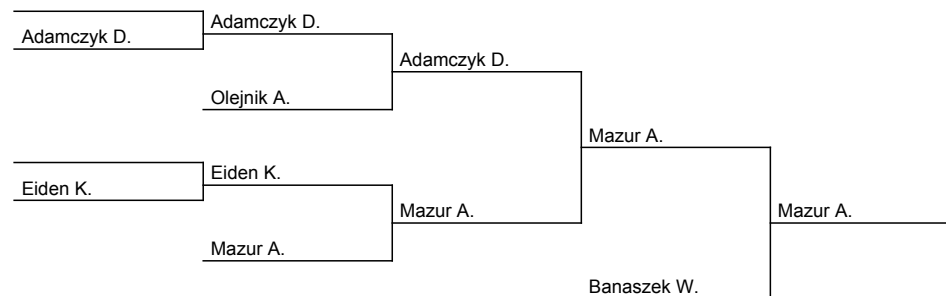 Adamczyk D.
Adamczyk D.
Adamczyk D.
Olejnik A.
Mazur A.
Eiden K.
Eiden K.
Mazur A.
Mazur A.
Mazur A.
Banaszek W.